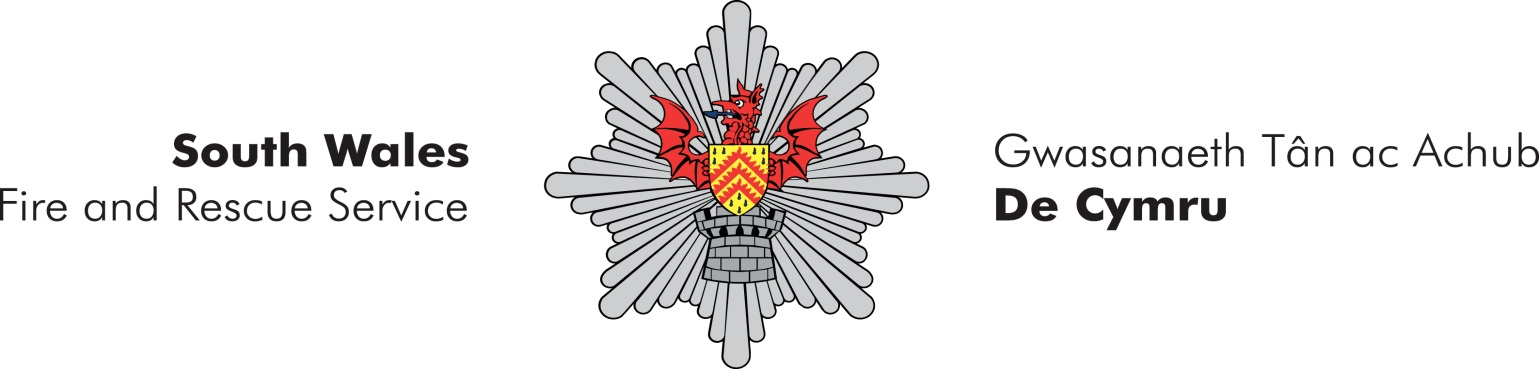 South Wales
Fire and Rescue Service
Gwasanaeth Tân ac Achub
De Cymru